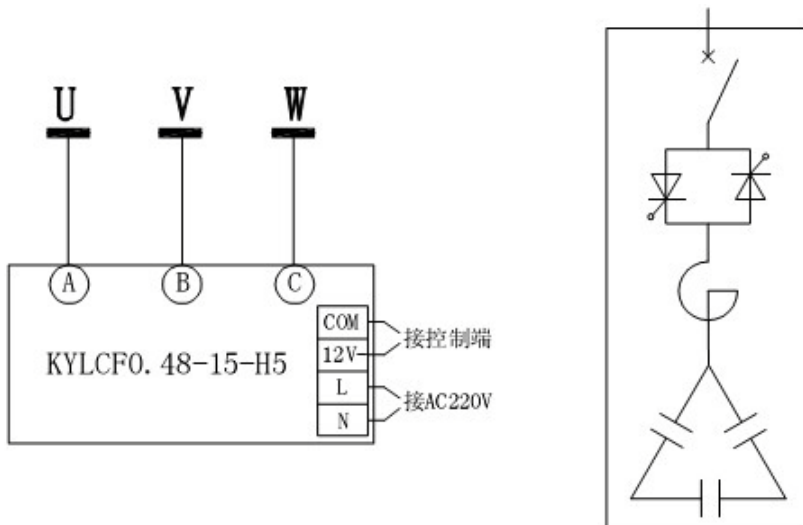 U V W
A B C
KYLCF0. 48-15-H5
COM
12V
L
N
接控制端
接AC220V